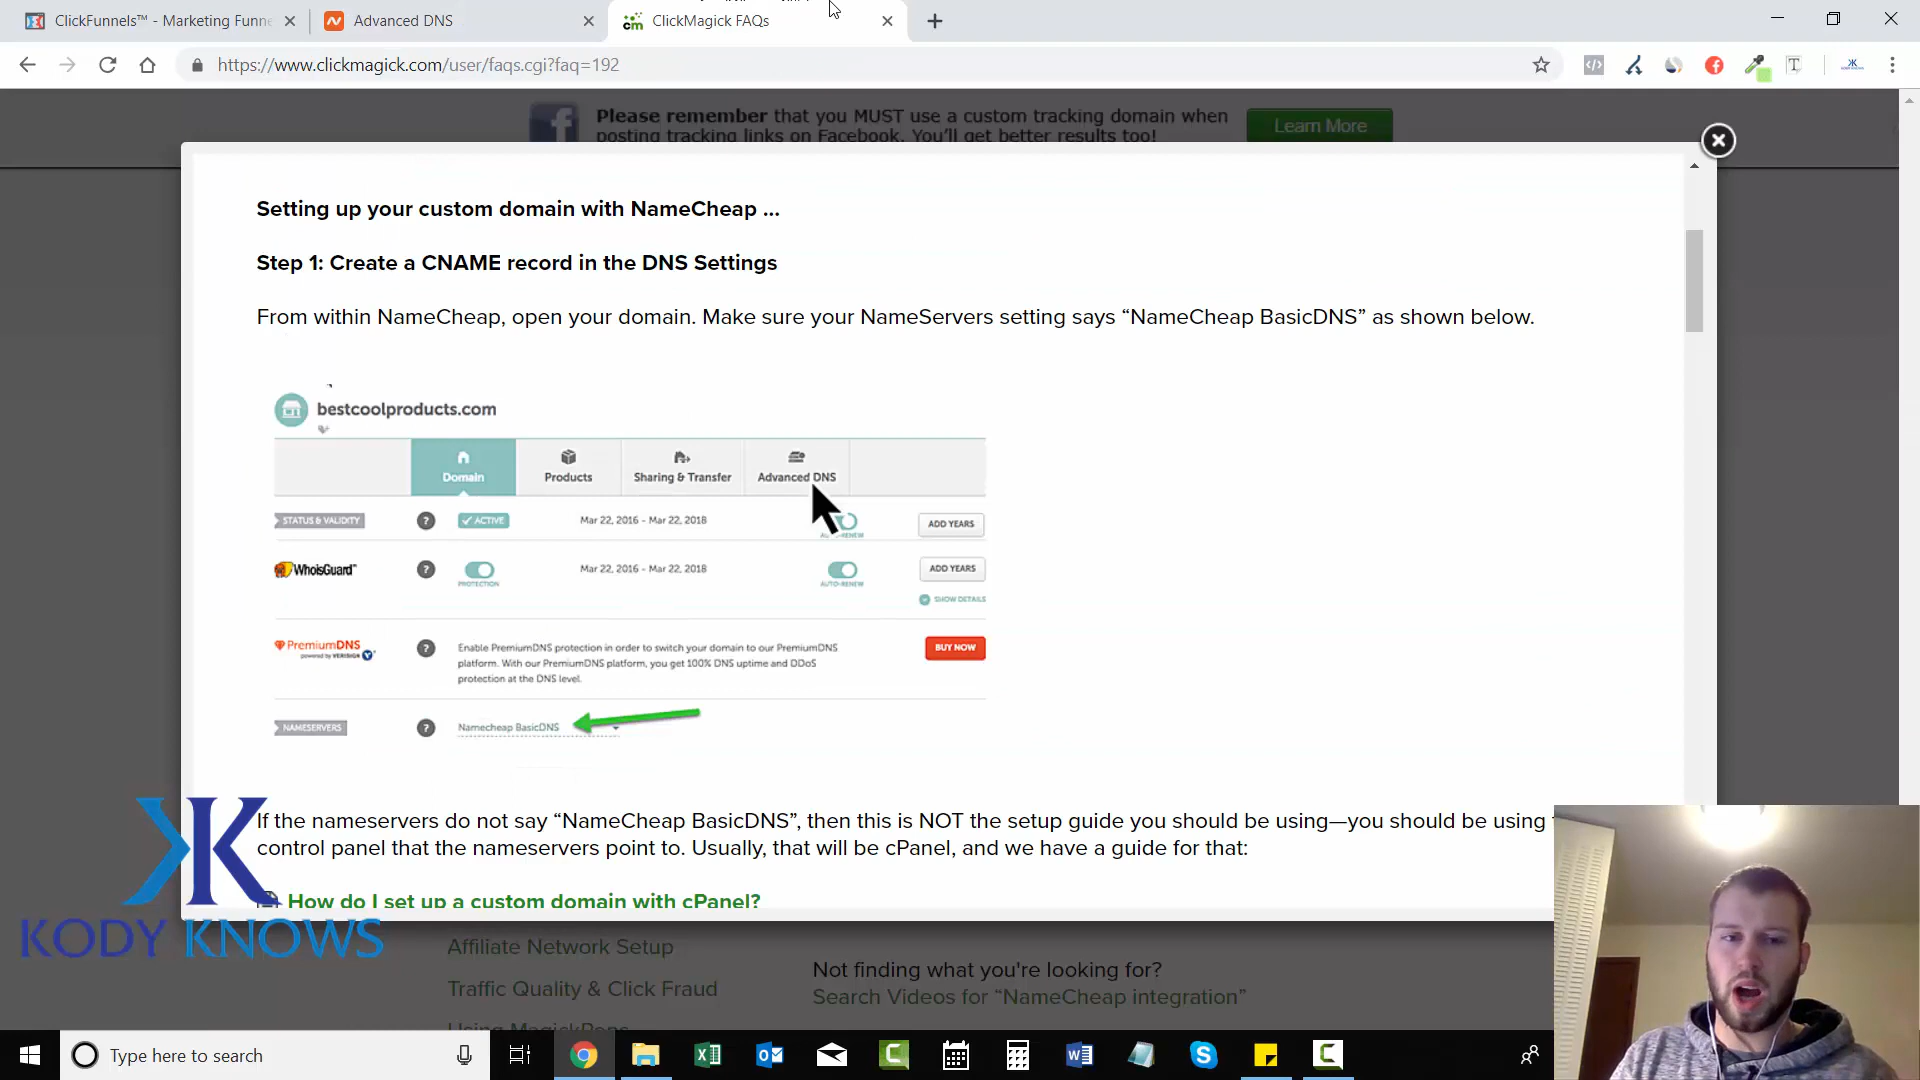 ClickFunnels™ - Marketing Funne
Advanced DNS
ClickMagick FAQs
https://www.clickmagick.com/user/faqs.cgi?faq=192
Please remember that you MUST use a custom tracking domain when
posting tracking links on Facebook. You'll get better results too!
Learn More
Setting up your custom domain with NameCheap ...
Step 1: Create a CNAME record in the DNS Settings
From within NameCheap, open your domain. Make sure your NameServers setting says “NameCheap BasicDNS” as shown below.
bestcoolproducts.com
Domain
Products
Sharing & Transfer
Advanced DNS
STATUS & VALIDITY
ACTIVE
Mar 22, 2016 - Mar 22, 2018
ADD YEARS
WhoisGuard™
PROTECTION
Mar 22, 2016 - Mar 22, 2018
AUTO-RENEW
ADD YEARS
SHOW DETAILS
PremiumDNS
powered by VERISIGN
Enable PremiumDNS protection in order to switch your domain to our PremiumDNS
platform. With our PremiumDNS platform, you get 100% DNS uptime and DDoS
protection at the DNS level.
BUY NOW
NAMESERVERS
Namecheap BasicDNS
If the nameservers do not say “NameCheap BasicDNS”, then this is NOT the setup guide you should be using—you should be using
control panel that the nameservers point to. Usually, that will be cPanel, and we have a guide for that:
How do I set up a custom domain with cPanel?
KODY KNOWS
Affiliate Network Setup
Traffic Quality & Click Fraud
Using MagickPops
Not finding what you're looking for?
Search Videos for “NameCheap integration”
Type here to search